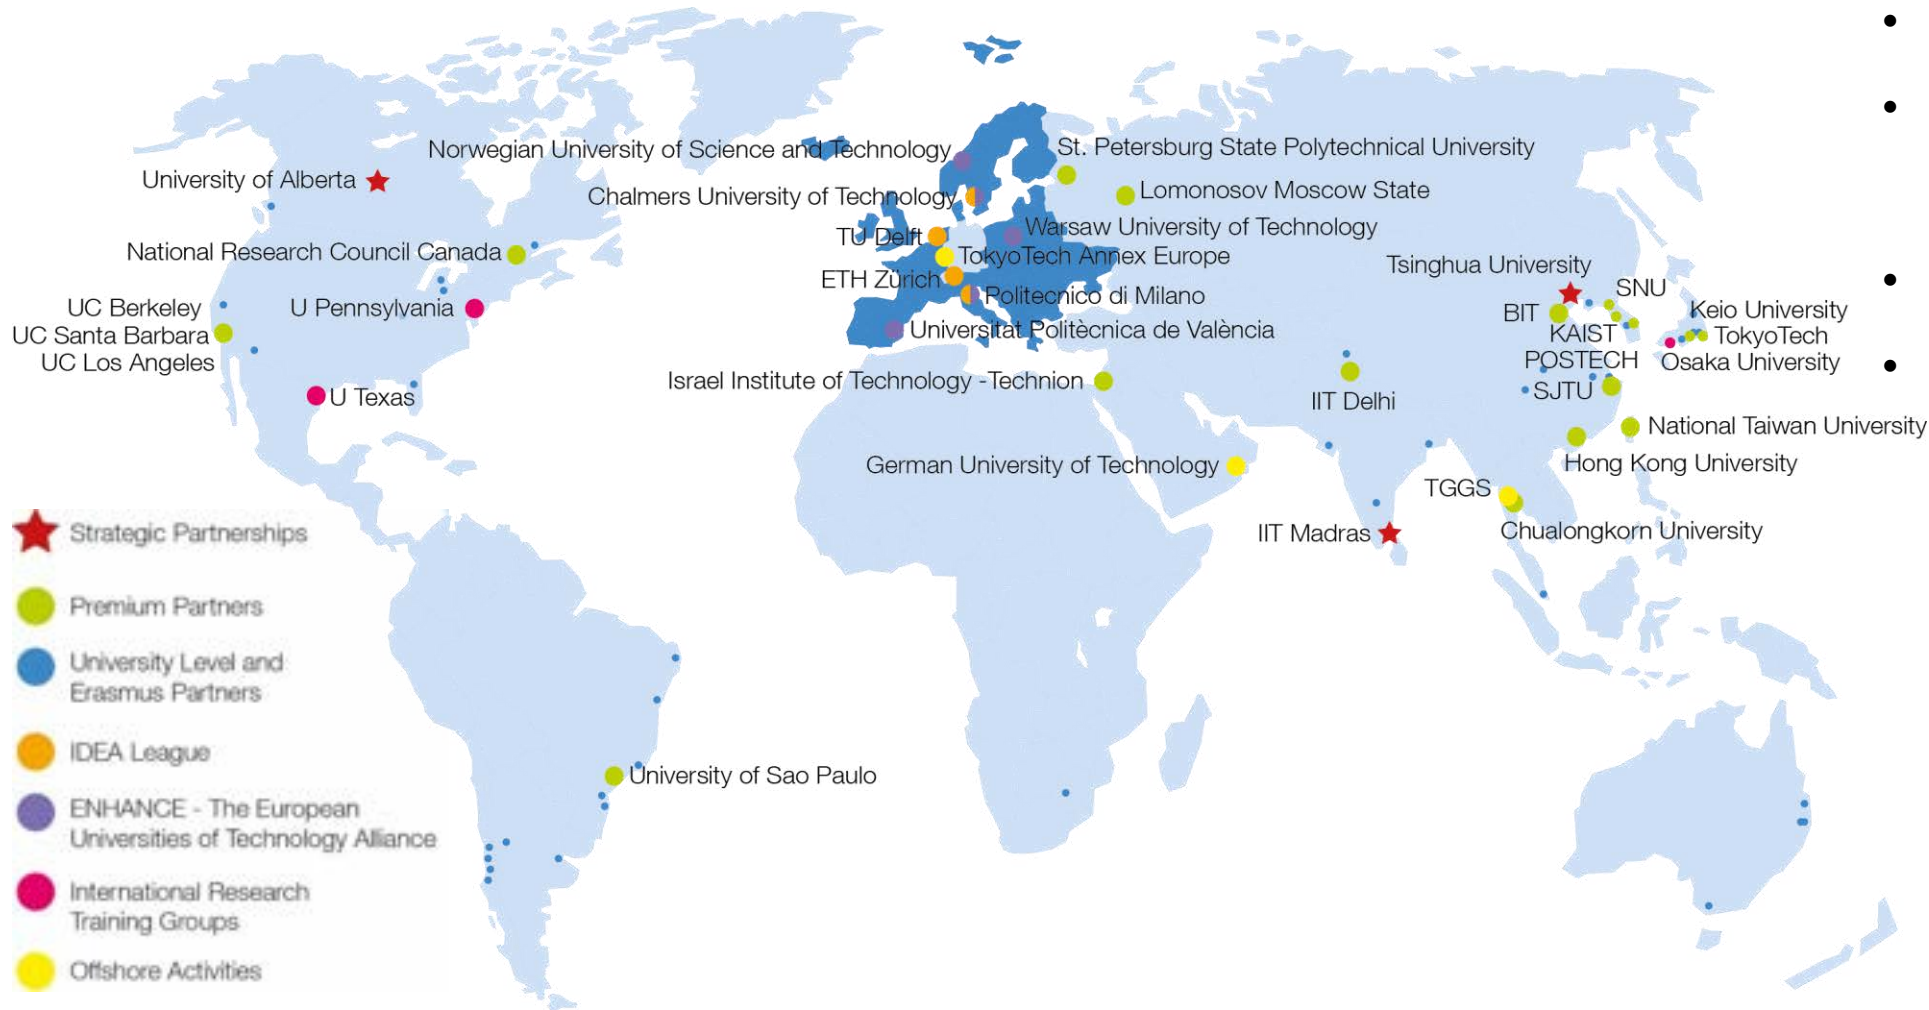 Norwegian University of Science and Technology
St. Petersburg State Polytechnical University
University of Alberta
Chalmers University of Technology
Lomonosov Moscow State
TU Delft
Warsaw University of Technology
National Research Council Canada
TokyoTech Annex Europe
Tsinghua University
ETH Zürich
SNU
UC Berkeley
U Pennsylvania
Politecnico di Milano
BIT
Keio University
UC Santa Barbara
Universitat Politècnica de València
KAIST
TokyoTech
UC Los Angeles
POSTECH
Osaka University
Israel Institute of Technology -Technion
SJTU
U Texas
IIT Delhi
National Taiwan University
German University of Technology
Hong Kong University
TGGS
IIT Madras
Chualongkorn University
Strategic Partnerships
Premium Partners
University Level and
Erasmus Partners
IDEA League
University of Sao Paulo
ENHANCE - The European
Universities of Technology Alliance
International Research
Training Groups
Offshore Activities